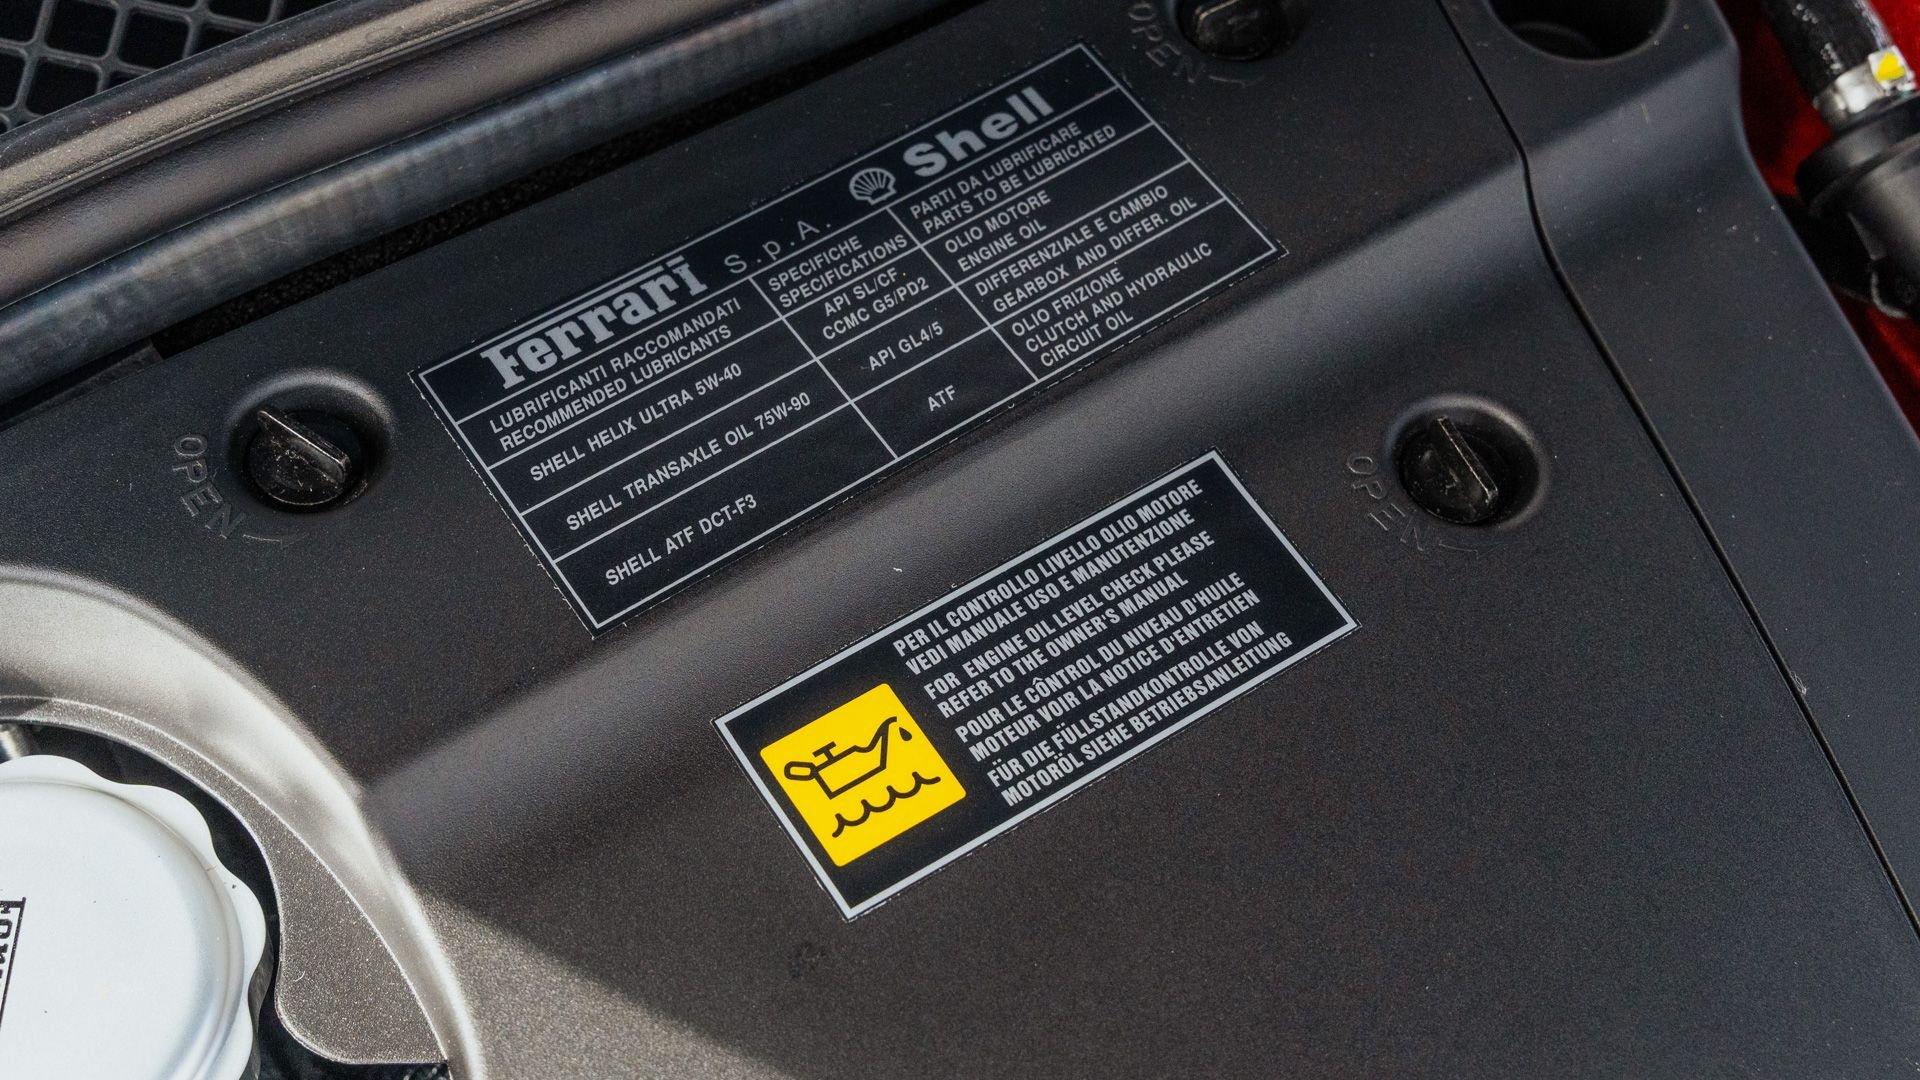 Ferrari S.p.A. Shell
LUBRIFICANTI RACCOMANDATI
RECOMMENDED LUBRICANTS
SPECIFICHE
SPECIFICATIONS
PARTI DA LUBRIFICARE
PARTS TO BE LUBRICATED
SHELL HELIX ULTRA 5W-40
API SL/CF
CCMC G5/PD2
OLIO MOTORE
ENGINE OIL
SHELL TRANSAXLE OIL 75W-90
API GL4/5
DIFFERENZIALE E CAMBIO
GEARBOX AND DIFFER. OIL
SHELL ATF DCT-F3
ATF
OLIO FRIZIONE
CLUTCH AND HYDRAULIC
CIRCUIT OIL
OPEN
OPEN
OPEN
PER IL CONTROLLO LIVELLO OLIO MOTORE
VEDI MANUALE USO E MANUTENZIONE
FOR ENGINE OIL LEVEL CHECK PLEASE
REFER TO THE OWNER'S MANUAL
POUR LE CÔNTROL DU NIVEAU D'HUILE
MOTEUR VOIR LA NOTICE D'ENTRETIEN
FÜR DIE FÜLLSTANDKONTROLLE VON
MOTORÖL SIEHE BETRIEBSANLEITUNG